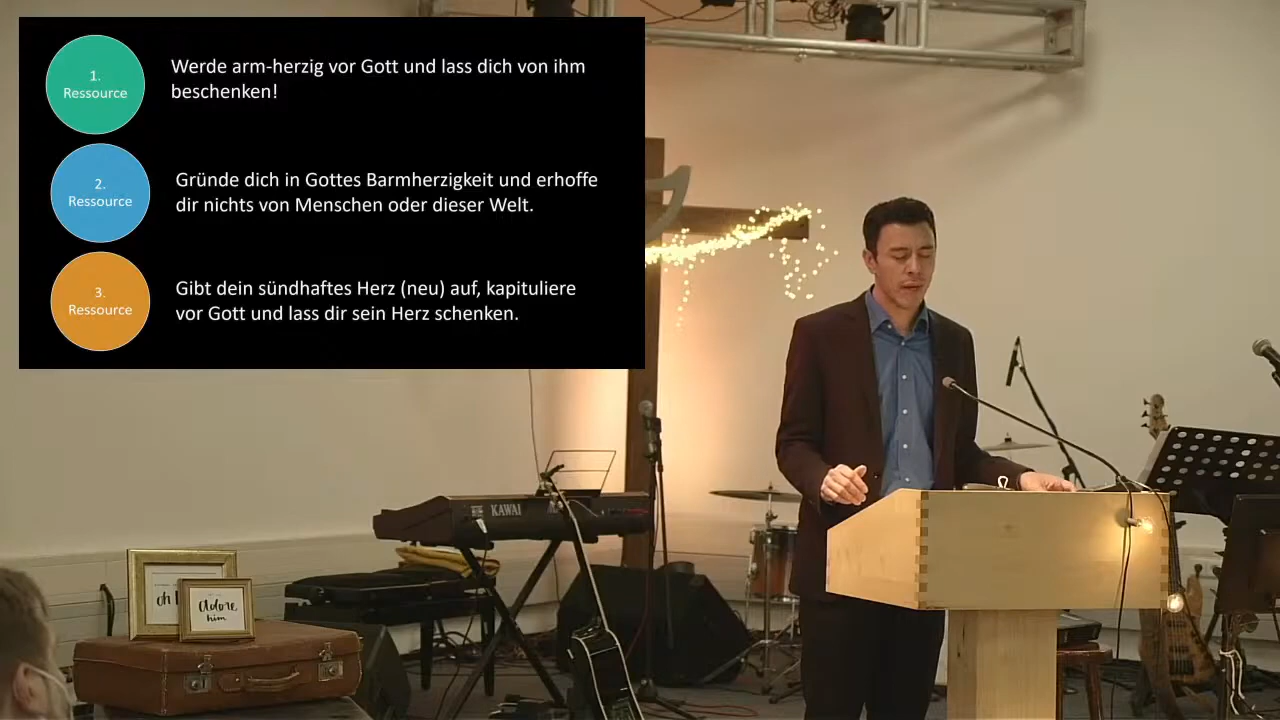 1.
Ressource
Werde arm-herzig vor Gott und lass dich von ihm
beschenken!
2.
Ressource
Gründe dich in Gottes Barmherzigkeit und erhoffe
dir nichts von Menschen oder dieser Welt.
3.
Ressource
Gibt dein sündhaftes Herz (neu) auf, kapituliere
vor Gott und lass dir sein Herz schenken.
KAWAI
oh
Adore
him